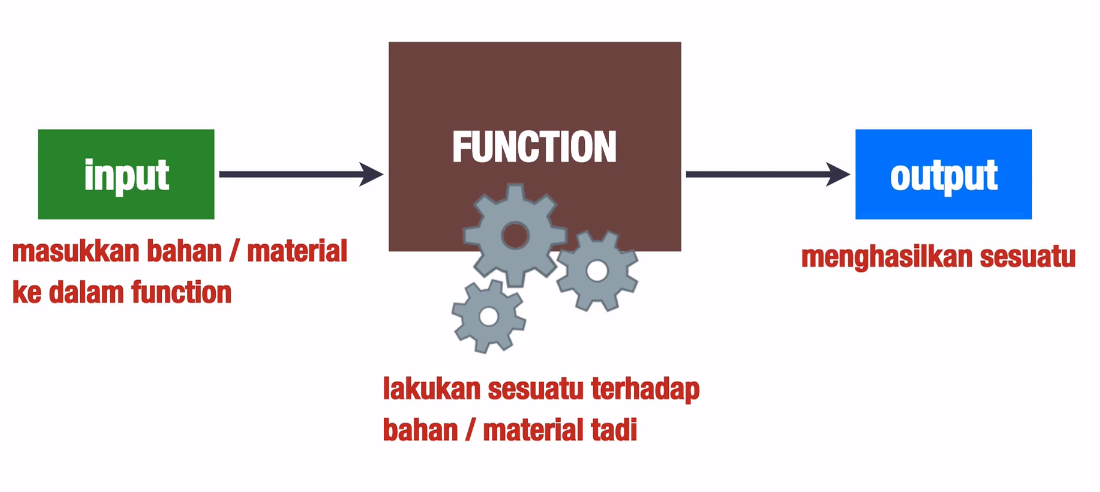 input
FUNCTION
output
masukkan bahan / material
ke dalam function
menghasilkan sesuatu
lakukan sesuatu terhadap
bahan / material tadi